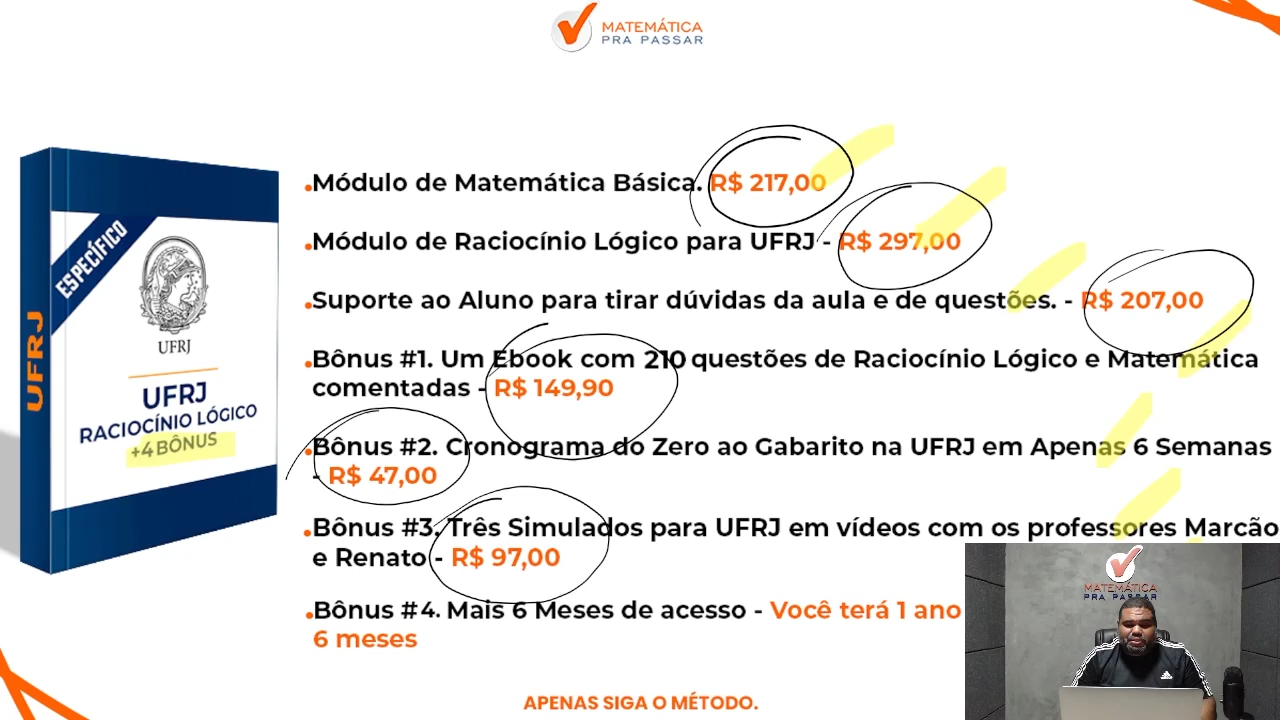 MATEMÁTICA
PRA PASSAR
•Módulo de Matemática Básica. R$ 217,00
•Módulo de Raciocínio Lógico para UFRJ - R$ 297,00
•Suporte ao Aluno para tirar dúvidas da aula e de questões. - R$ 207,00
•Bônus #1. Um Ebook com 210 questões de Raciocínio Lógico e Matemática
comentadas - R$ 149,90
•Bônus #2. Cronograma do Zero ao Gabarito na UFRJ em Apenas 6 Semanas
- R$ 47,00
•Bônus #3. Três Simulados para UFRJ em vídeos com os professores Marcão
e Renato - R$ 97,00
•Bônus #4. Mais 6 Meses de acesso - Você terá 1 ano
6 meses
ESPECÍFICO
UFRJ
UFRJ
UFRJ
RACIOCÍNIO LÓGICO
+4 BÔNUS
MATEMÁTICA
PRA PASSAR
adidas
APENAS SIGA O MÉTODO.